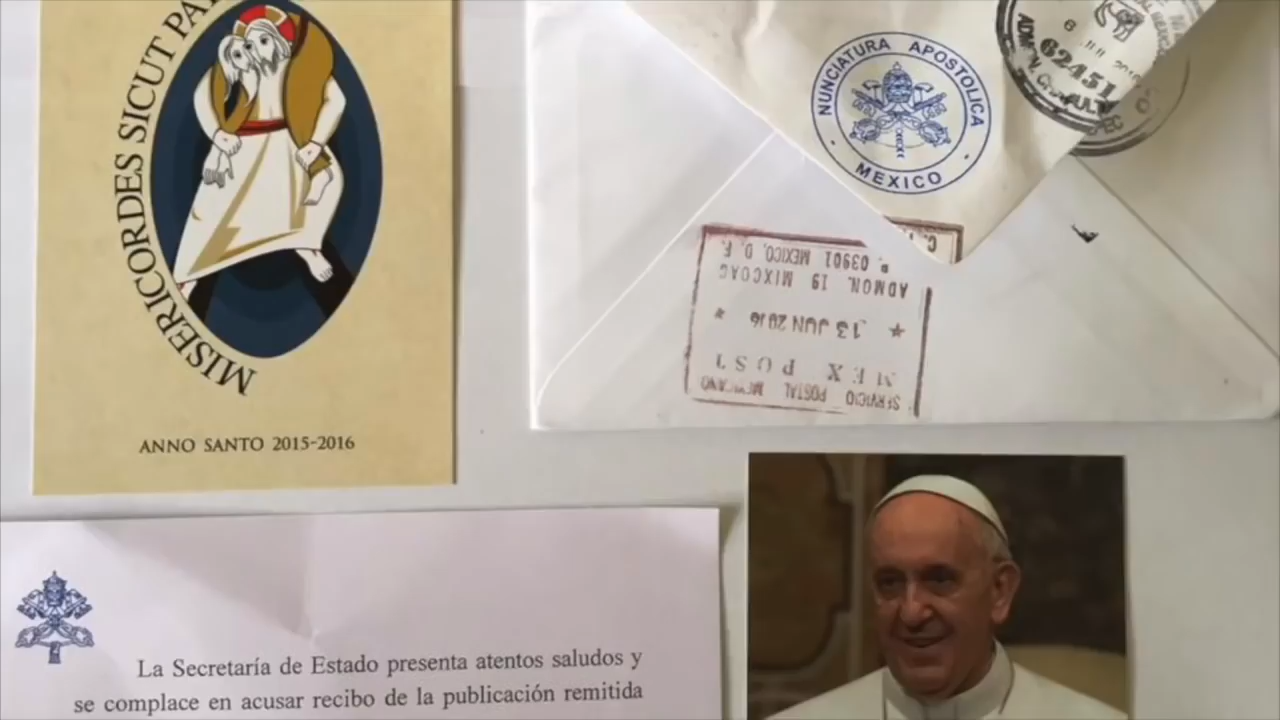 MISERICORDES SICUT PA
ANNO SANTO 2015-2016
NUNCIATURA APOSTOLICA
MEXICO
62451
SERVICIO POSTAL MEXICANO
MEX POST
★ 13 JUN 2016 ★
ADMON. 19 MIXCOAC
03901 MEXICO, D. F.
La Secretaría de Estado presenta atentos saludos y
se complace en acusar recibo de la publicación remitida